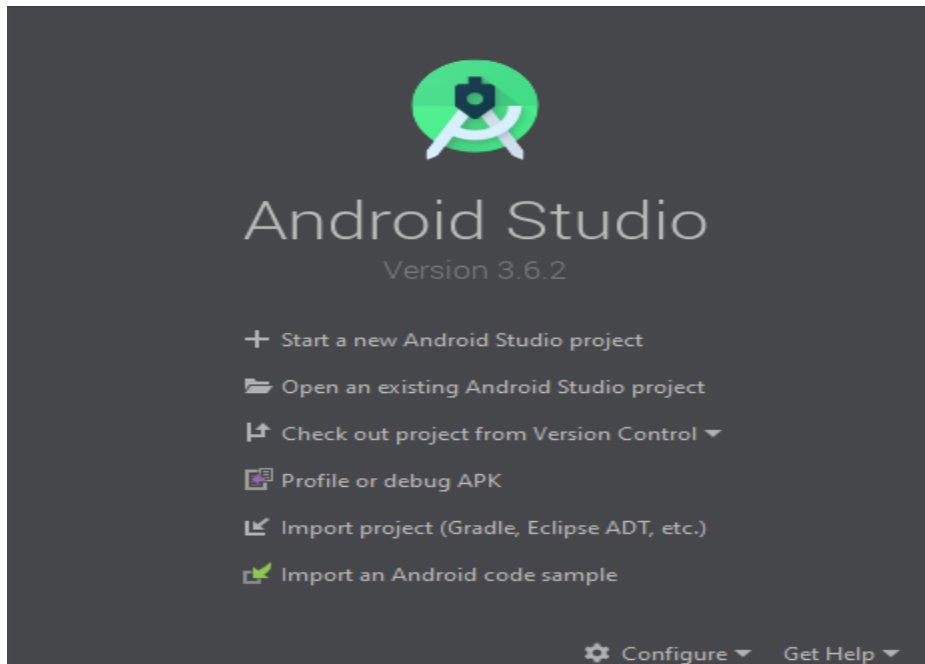 Android Studio
Version 3.6.2
Start a new Android Studio project
Open an existing Android Studio project
Check out project from Version Control
Profile or debug APK
Import project (Gradle, Eclipse ADT, etc.)
Import an Android code sample
Configure Get Help